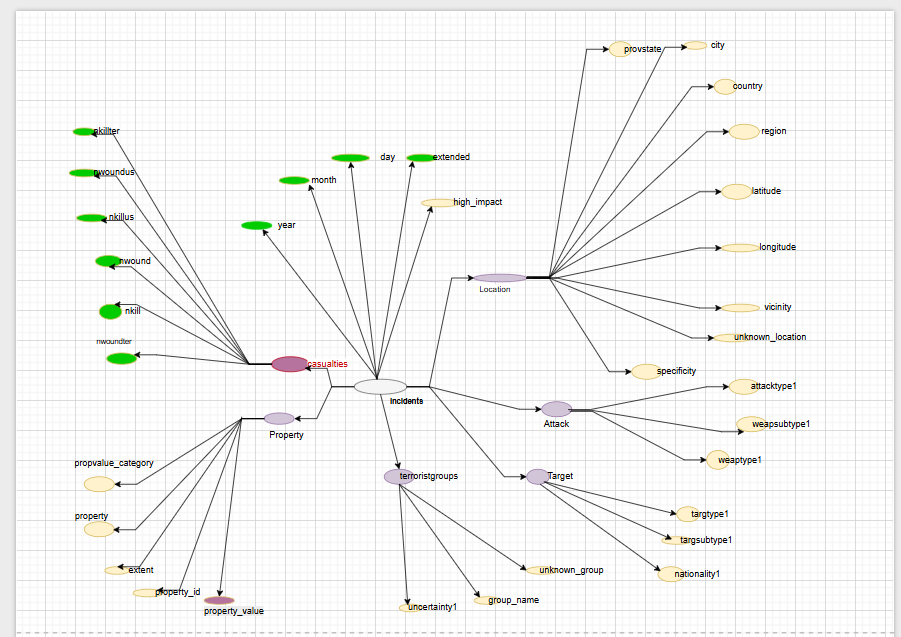 provstate
city
country
nkillter
region
day
extended
nwoundus
month
latitude
high_impact
nkillus
year
longitude
nwound
Location
vicinity
nkill
unknown_location
nwoundter
casualties
specificity
attacktype1
Incidents
Attack
weapsubtype1
Property
propvalue_category
weaptype1
terroristgroups
Target
property
targtype1
targsubtype1
extent
unknown_group
nationality1
property_id
group_name
uncertainty1
property_value